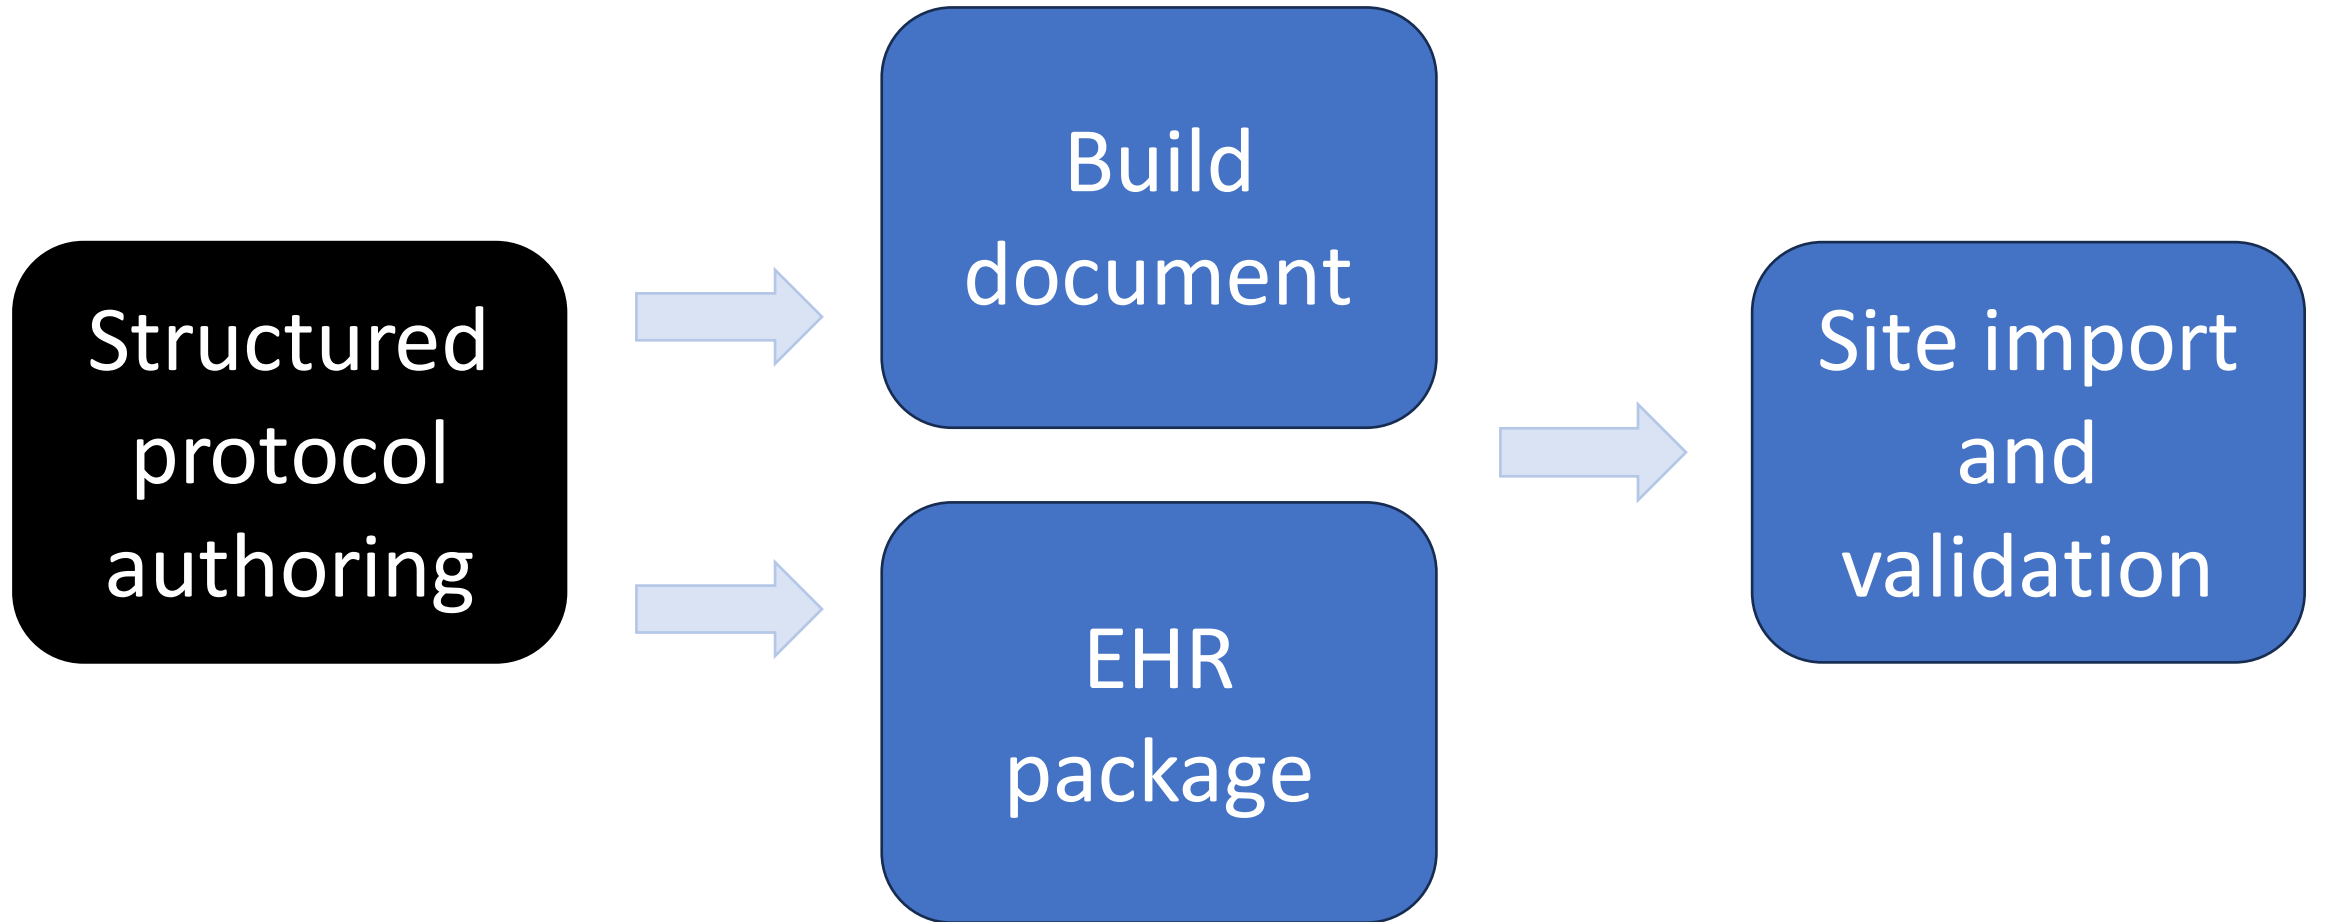 Structured
protocol
authoring
Build
document
EHR
package
Site import
and
validation